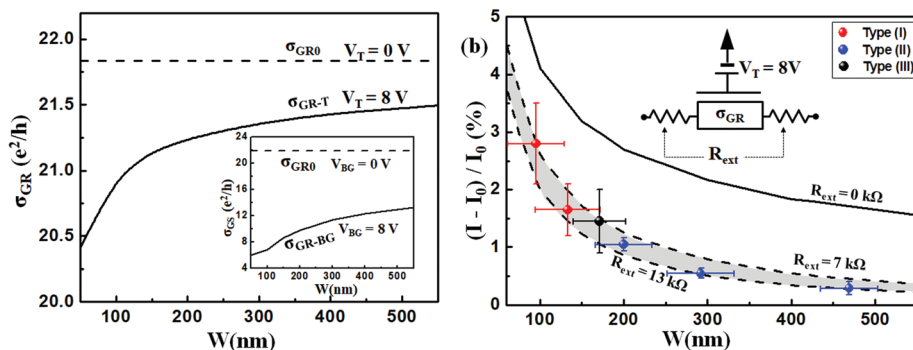 22.0
21.5
21.0
20.5
20.0
σGR (e²/h)
σGR0 VT = 0 V
σGR-T VT = 8 V
24
20
16
12
8
4
σGS (e²/h)
σGR0 VBG = 0 V
σGR-BG VBG = 8 V
100 200 300 400 500
W(nm)
100 200 300 400 500
W(nm)
(b)
5
4
3
2
1
0
(I - I0) / I0 (%)
Type (I)
Type (II)
Type (III)
VT = 8V
σGR
Rext
Rext = 0 kΩ
Rext = 7 kΩ
Rext = 13 kΩ
100 200 300 400 500
W(nm)